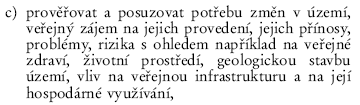 c) prověřovat a posuzovat potřebu změn v území,
veřejný zájem na jejich provedení, jejich přínosy,
problémy, rizika s ohledem například na veřejné
zdraví, životní prostředí, geologickou stavbu
území, vliv na veřejnou infrastrukturu a na její
hospodárné využívání,